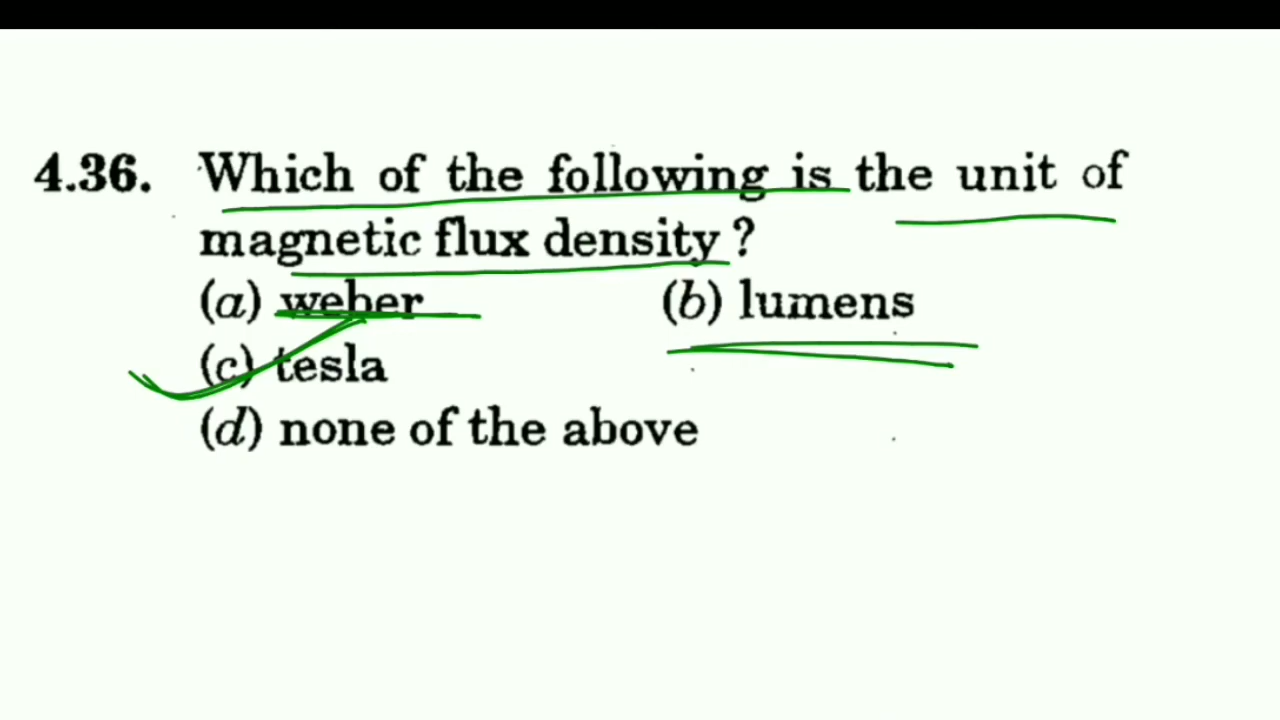 4.36. Which of the following is the unit of
magnetic flux density ?
(a) weber (b) lumens
(c) tesla
(d) none of the above